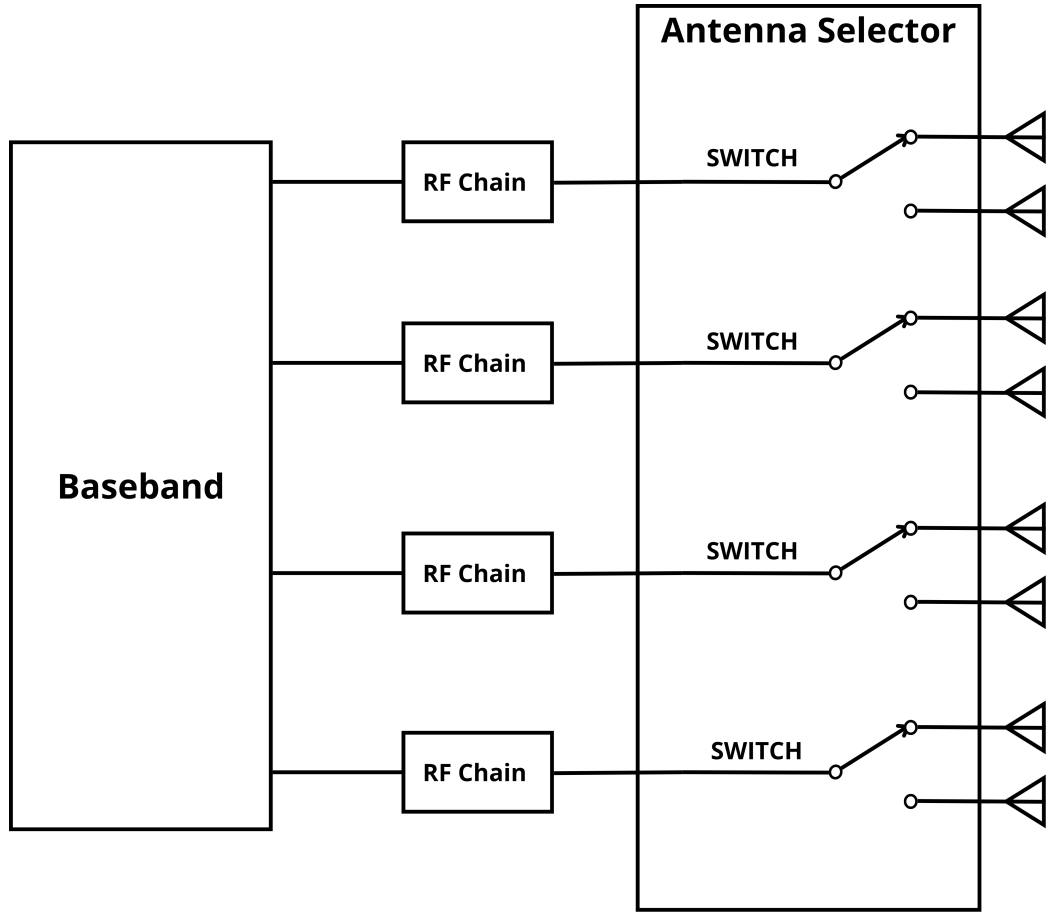 Antenna Selector
SWITCH
RF Chain
SWITCH
RF Chain
Baseband
SWITCH
RF Chain
SWITCH
RF Chain